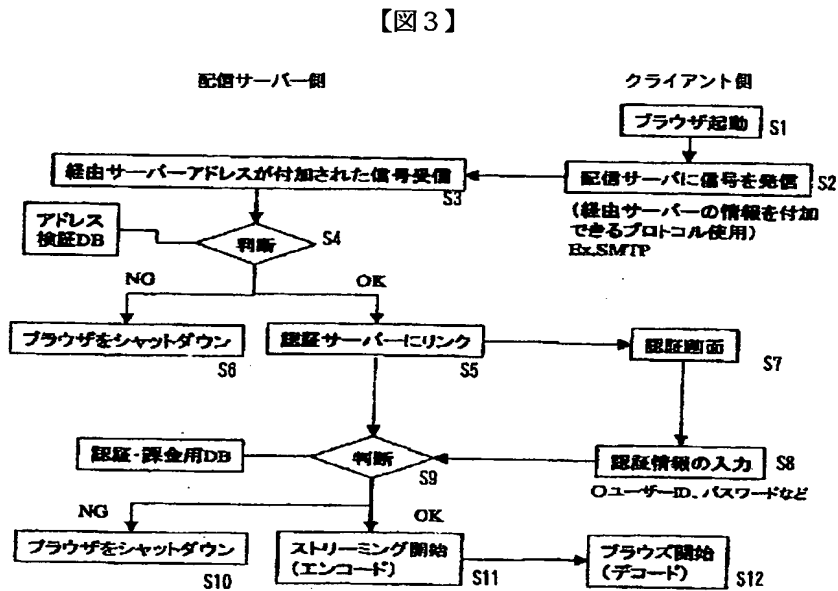 【図３】
配信サーバー側
クライアント側
ブラウザ起動
S1
経由サーバーアドレスが付加された信号受信
S3
配信サーバに信号を発信
S2
(経由サーバーの情報を付加
できるプロトコル使用)
Ex.SMTP
アドレス
検証DB
判断
S4
NG
OK
ブラウザをシャットダウン
S6
認証サーバーにリンク
S5
認証画面
S7
認証・課金用DB
判断
S9
認証情報の入力
S8
○ユーザーID、パスワードなど
NG
OK
ブラウザをシャットダウン
S10
ストリーミング開始
(エンコード)
S11
ブラウズ開始
(デコード)
S12